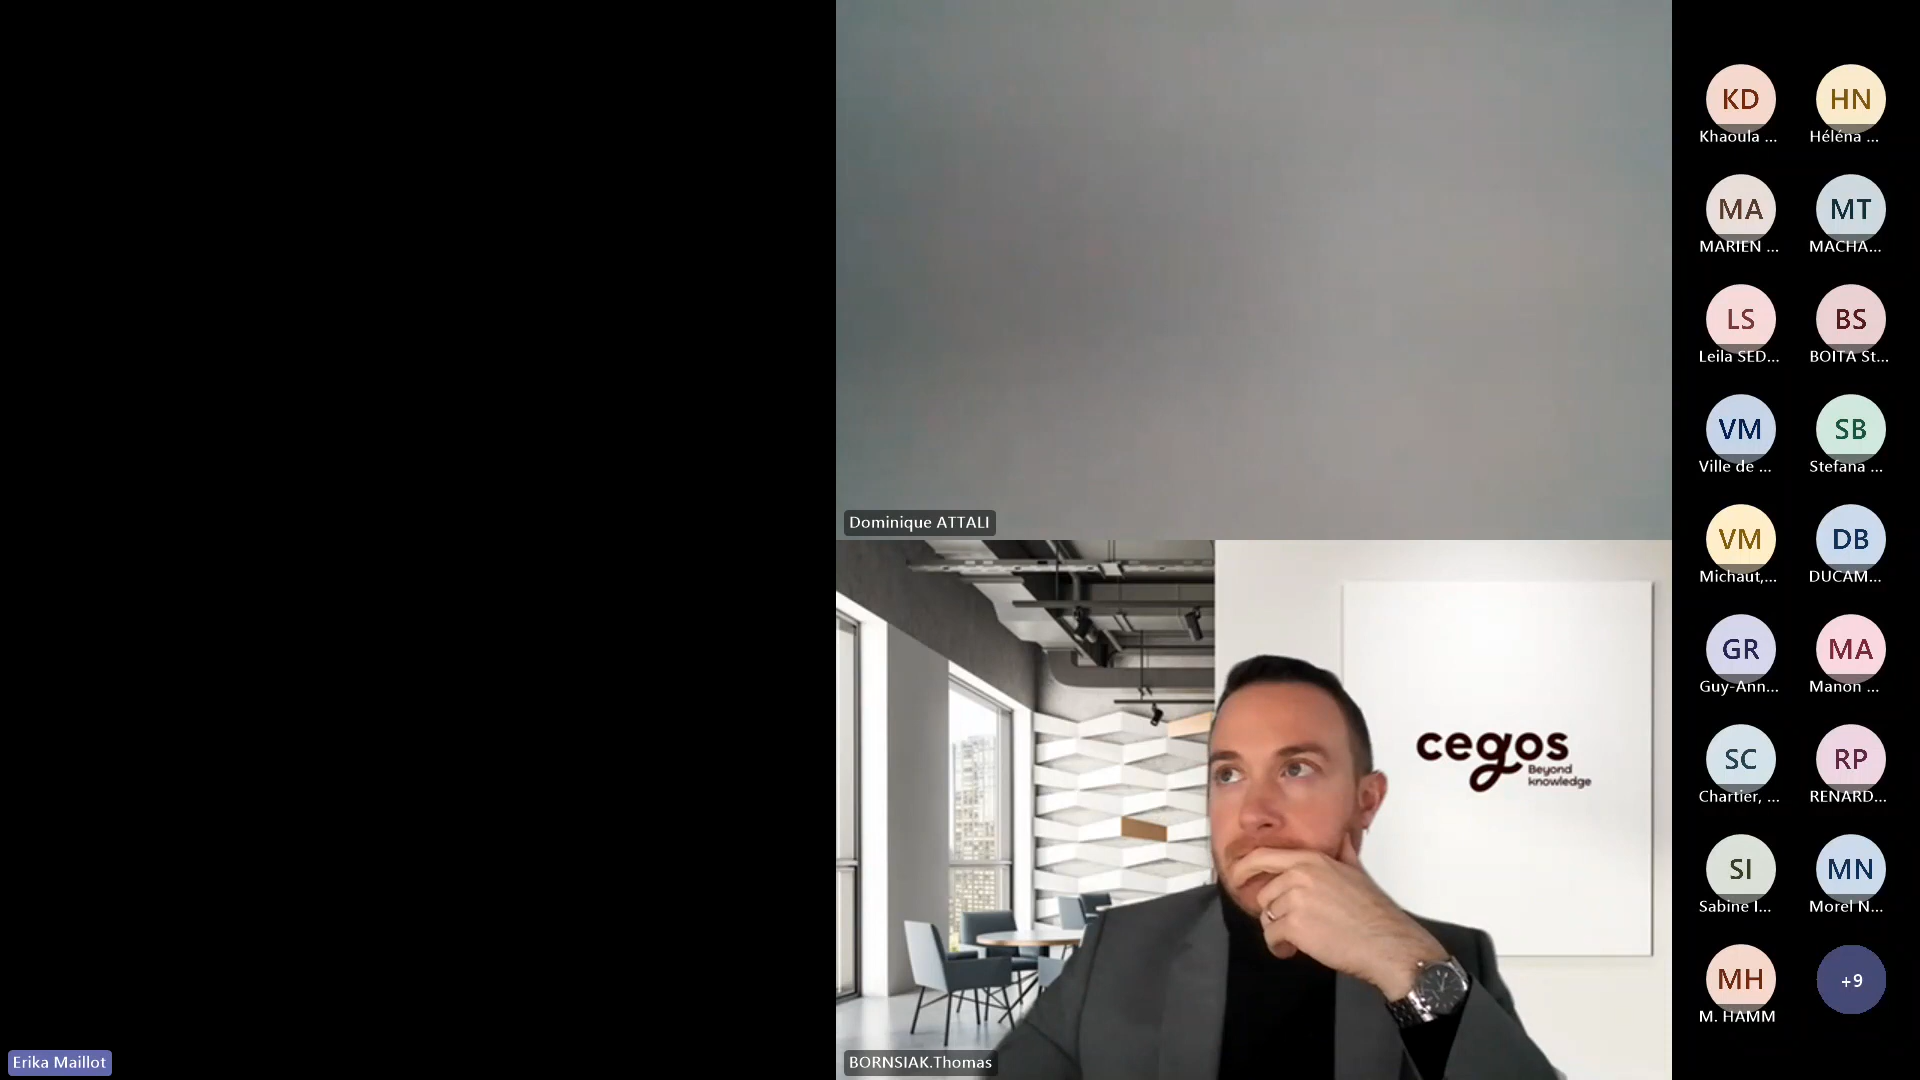 Erika Maillot
Dominique ATTALI
cegos
Beyond
knowledge
BORNSIAK.Thomas
KD
Khaoula ...
HN
Héléna ...
MA
MARIEN ...
MT
MACHA...
LS
Leila SED...
BS
BOITA St...
VM
Ville de ...
SB
Stefana ...
VM
Michaut,...
DB
DUCAM...
GR
Guy-Ann...
MA
Manon ...
SC
Chartier, ...
RP
RENARD...
SI
Sabine I...
MN
Morel N...
MH
M. HAMM
+9